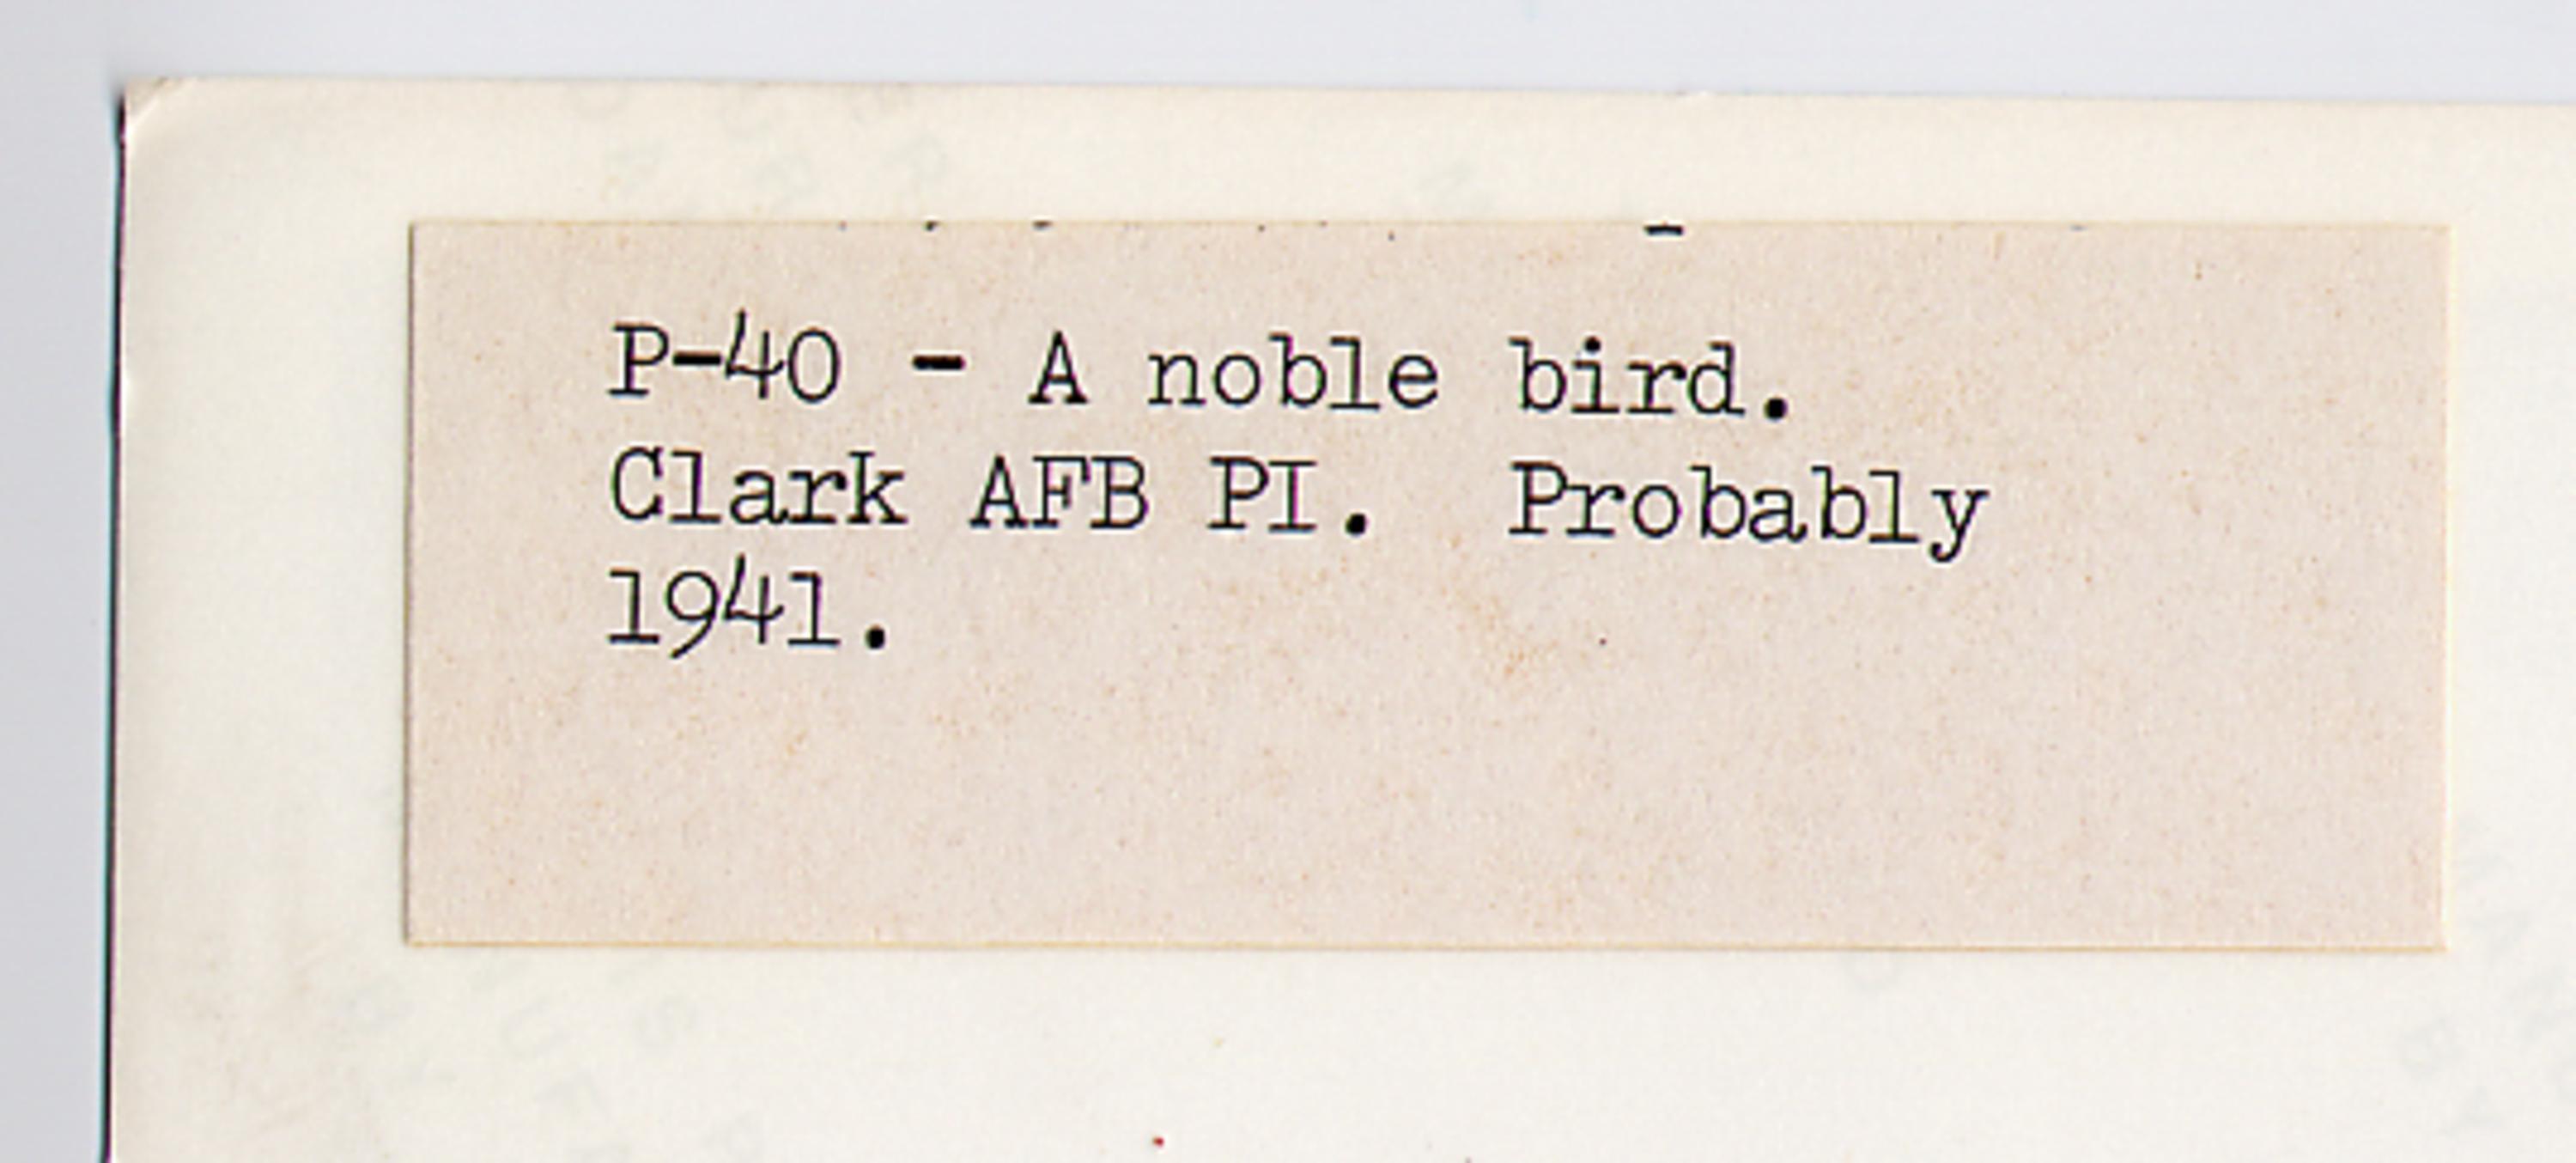 P-40 - A noble bird.
Clark AFB PI.  Probably
1941.